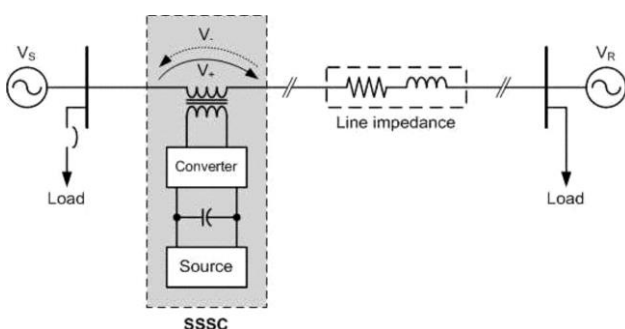 V-
VS
V+
VR
Line impedance
Load
Converter
Load
Source
SSSC